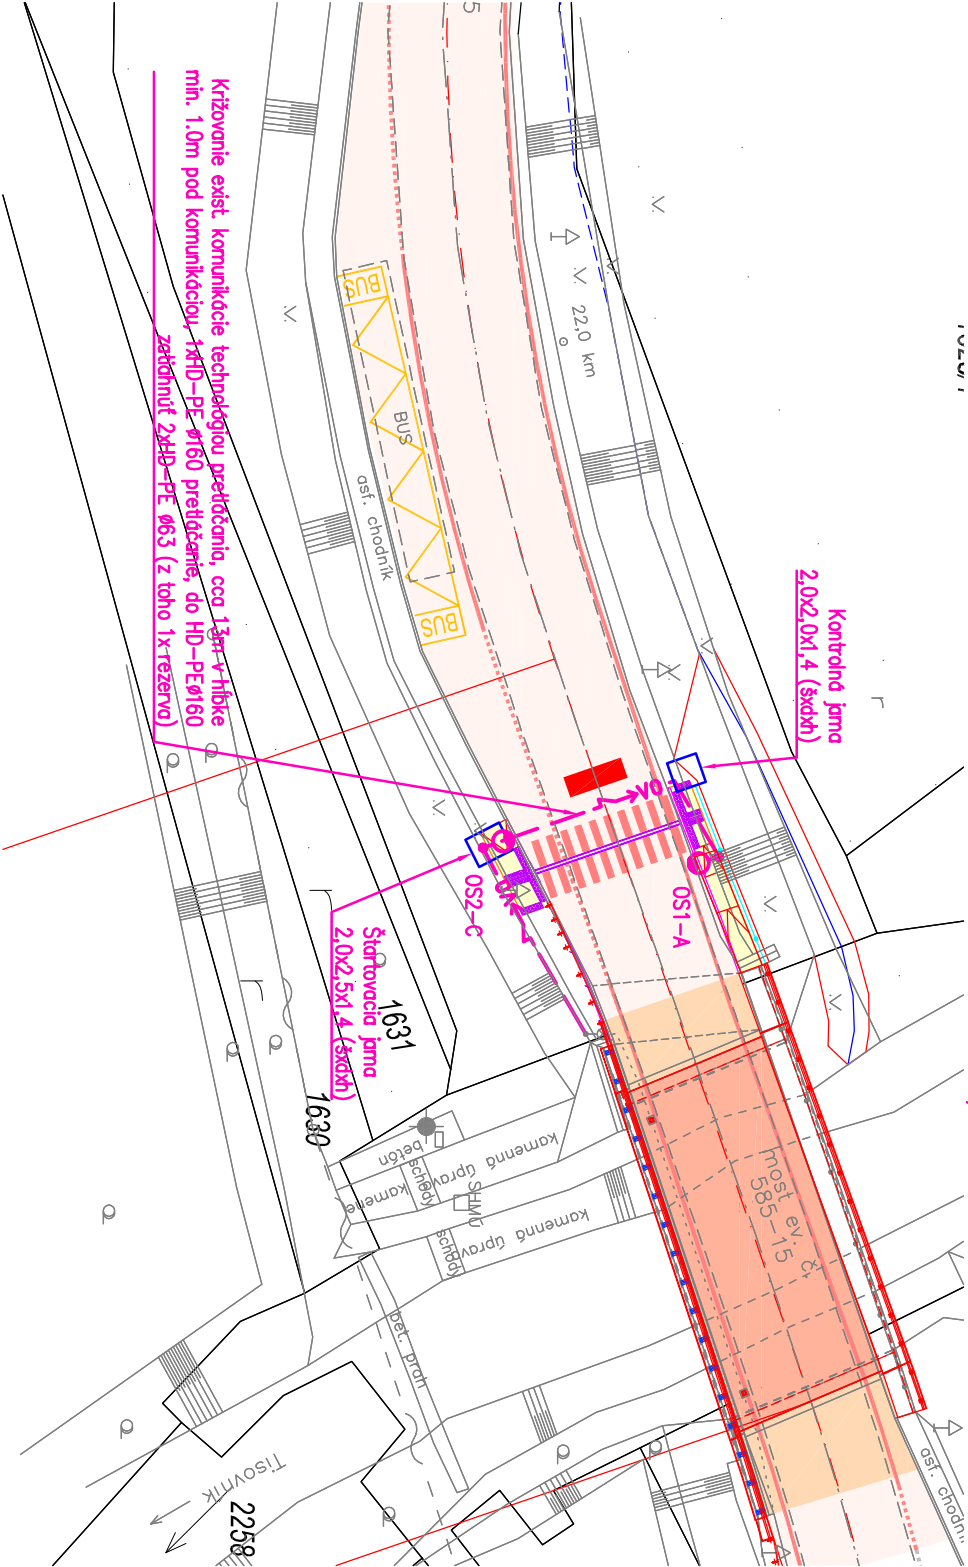 Križovanie exist. komunikácie technológiou pretláčania, cca 13m v hĺbke
min. 1.0m pod komunikáciou, 1xHD-PE ø160 pretláčanie, do HD-PEø160
zatiahnuť 2xHD-PE ø63 (z toho 1x rezerva)
Kontrolná jama
2,0x2,0x1,4 (šxdxh)
Štartovacia jama
2,0x2,5x1,4 (šxdxh)
OS1-A
OS2-C
VO
VO
BUS
BUS
BUS
asf. chodník
22,0 km
1631
1630
2258
most ev. č.
585-15
kamenná úprava
betón
schody
kamene
SHMÚ
kamenná úprava
schody
bet. prah
Tisovník
asf. chodník